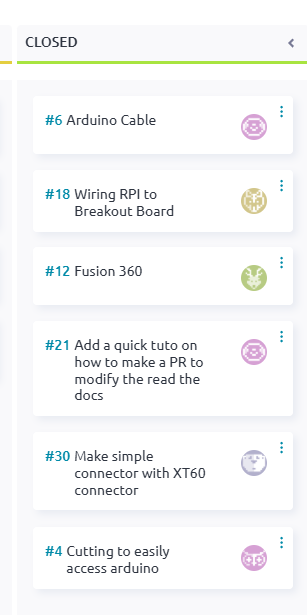 CLOSED
#6 Arduino Cable
#18 Wiring RPI to
Breakout Board
#12 Fusion 360
#21 Add a quick tuto on
how to make a PR to
modify the read the
docs
#30 Make simple
connector with XT60
connector
#4 Cutting to easily
access arduino